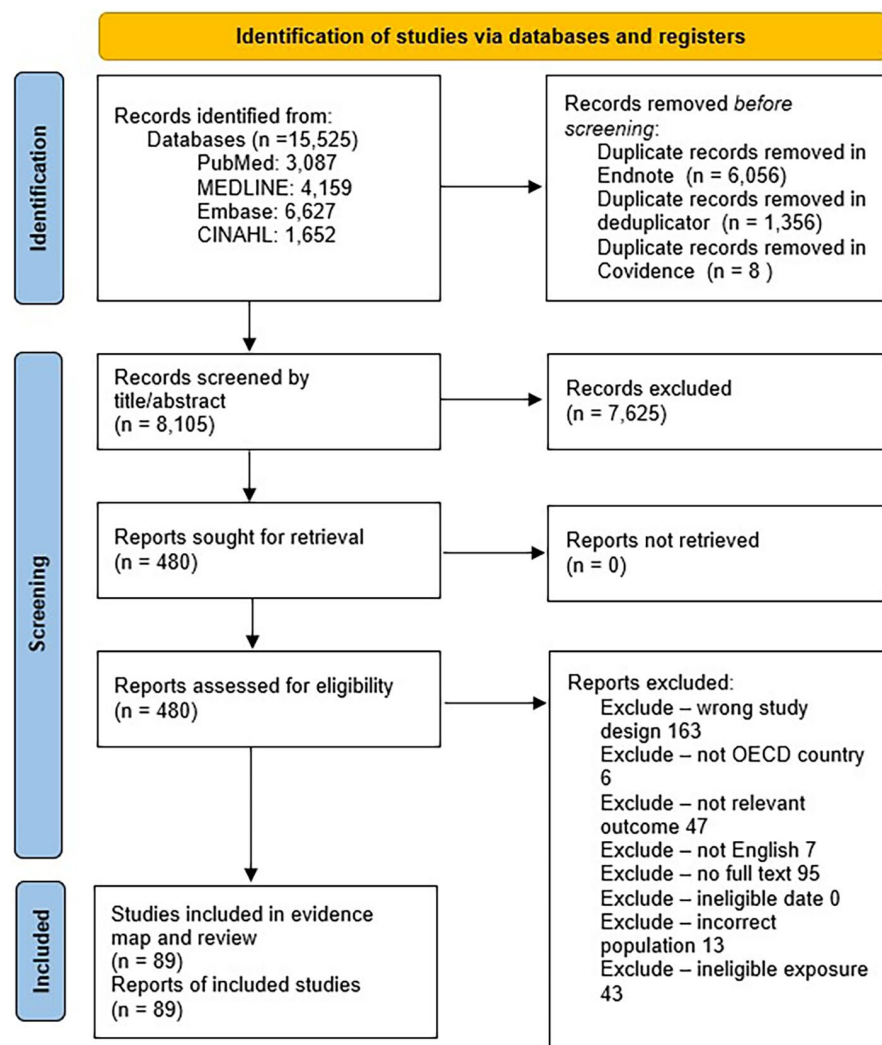 Identification of studies via databases and registers
Identification
Records identified from:
Databases (n =15,525)
PubMed: 3,087
MEDLINE: 4,159
Embase: 6,627
CINAHL: 1,652
Records removed before
screening:
Duplicate records removed in
Endnote (n = 6,056)
Duplicate records removed in
deduplicator (n = 1,356)
Duplicate records removed in
Covidence (n = 8 )
Screening
Records screened by
title/abstract
(n = 8,105)
Records excluded
(n = 7,625)
Reports sought for retrieval
(n = 480)
Reports not retrieved
(n = 0)
Reports assessed for eligibility
(n = 480)
Reports excluded:
Exclude – wrong study
design 163
Exclude – not OECD country
6
Exclude – not relevant
outcome 47
Exclude – not English 7
Exclude – no full text 95
Exclude – ineligible date 0
Exclude – incorrect
population 13
Exclude – ineligible exposure
43
Included
Studies included in evidence
map and review
(n = 89)
Reports of included studies
(n = 89)